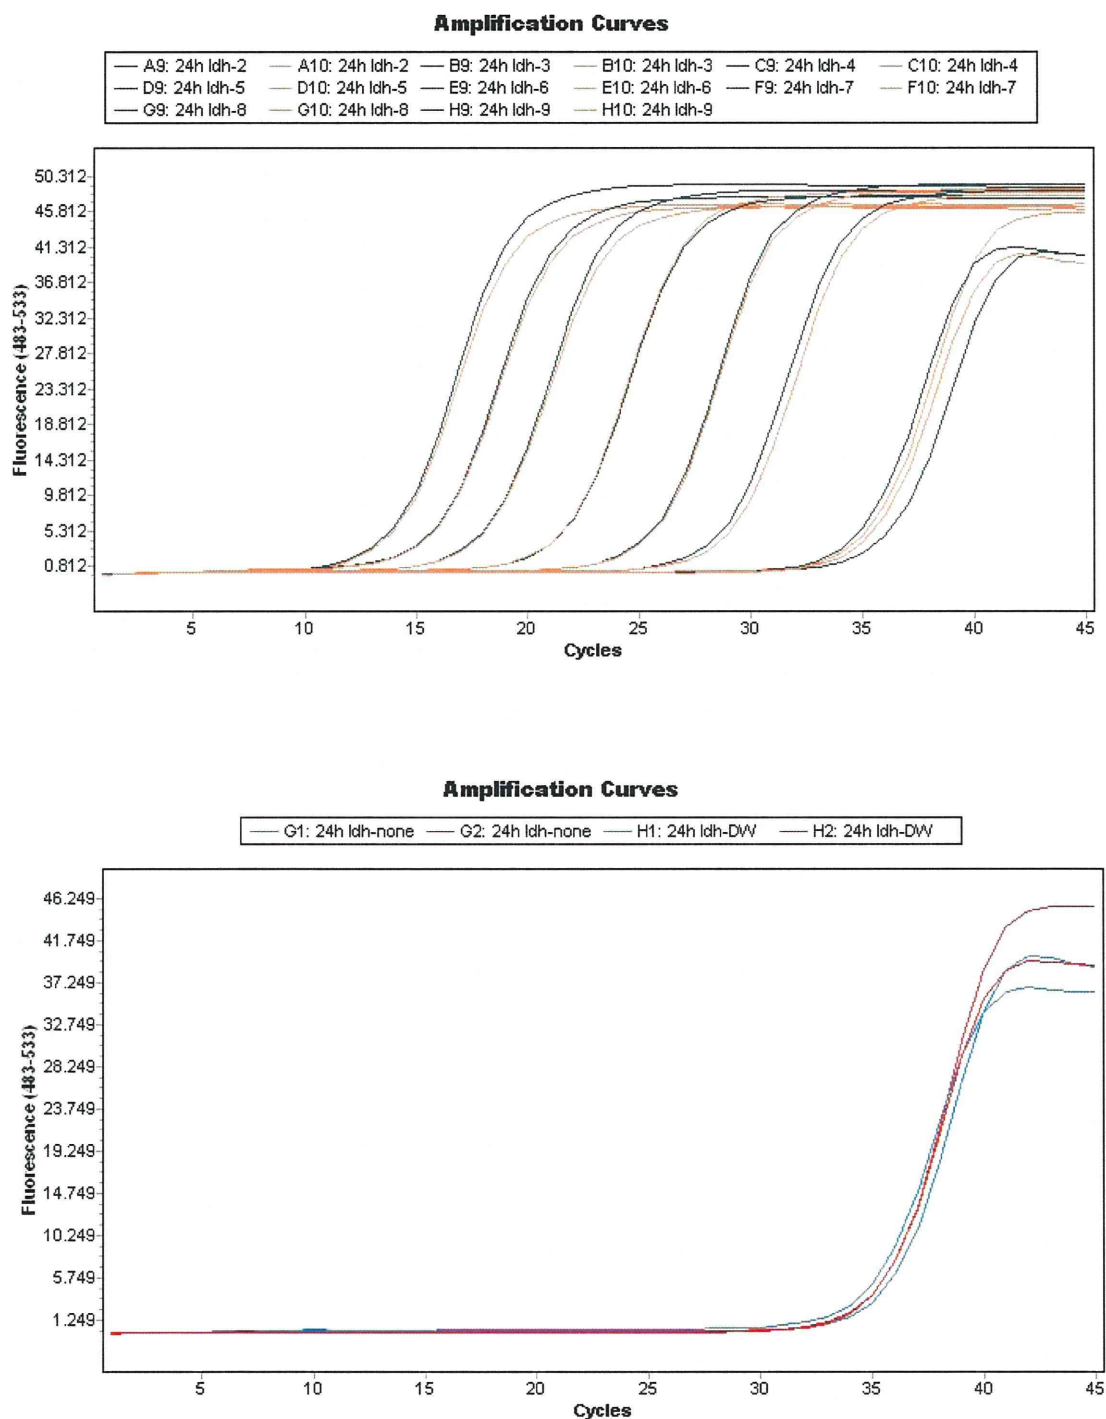 Amplification Curves
A9: 24h ldh-2 A10: 24h ldh-2 B9: 24h ldh-3 B10: 24h ldh-3 C9: 24h ldh-4 C10: 24h ldh-4
D9: 24h ldh-5 D10: 24h ldh-5 E9: 24h ldh-6 E10: 24h ldh-6 F9: 24h ldh-7 F10: 24h ldh-7
G9: 24h ldh-8 G10: 24h ldh-8 H9: 24h ldh-9 H10: 24h ldh-9
Fluorescence (483-533)
50.312
45.812
41.312
36.812
32.312
27.812
23.312
18.812
14.312
9.812
5.312
0.812
5 10 15 20 25 30 35 40 45
Cycles
Amplification Curves
G1: 24h ldh-none G2: 24h ldh-none H1: 24h ldh-DW H2: 24h ldh-DW
Fluorescence (483-533)
46.249
41.749
37.249
32.749
28.249
23.749
19.249
14.749
10.249
5.749
1.249
5 10 15 20 25 30 35 40 45
Cycles